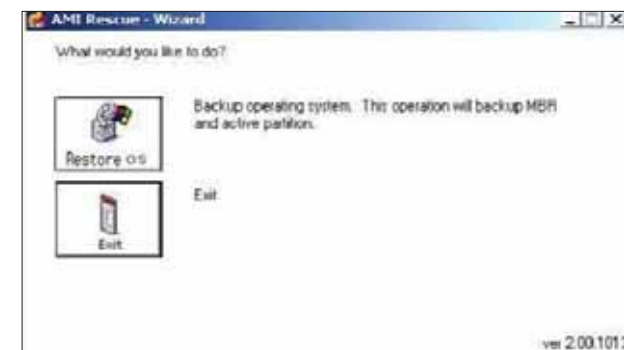 AMI Rescue - Wizard
What would you like to do?
Backup operating system. This operation will backup MBR
and active partition.
Restore OS
Exit
Exit
ver 2.00.101